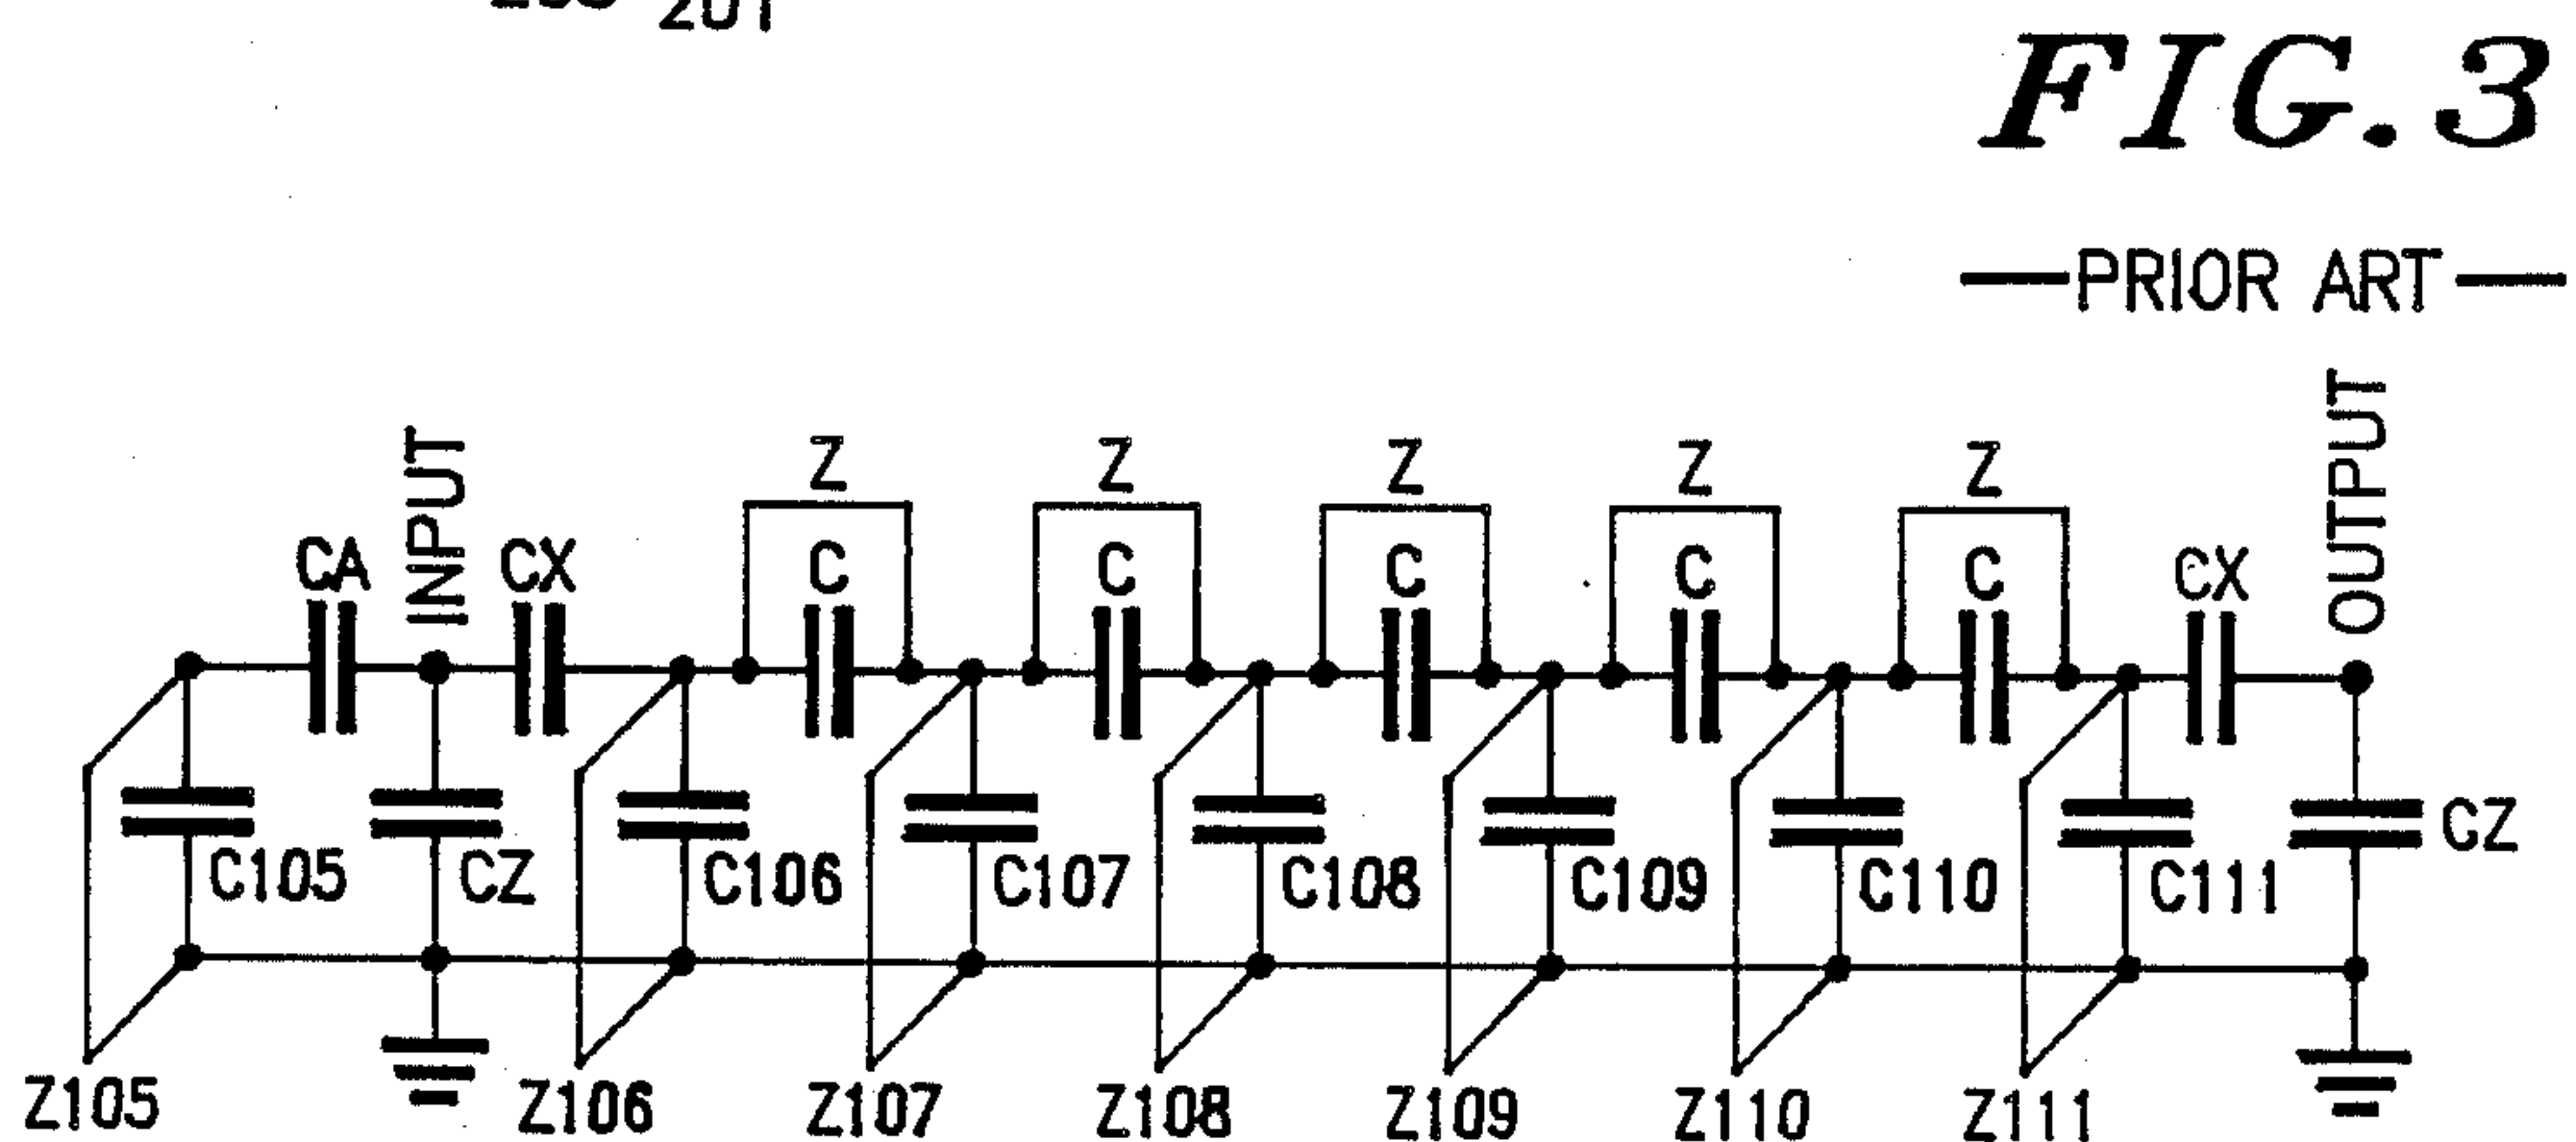 201
FIG.3
PRIOR ART
INPUT
OUTPUT
Z Z Z Z Z
CA CX C C C C C CX
C105 CZ C106 C107 C108 C109 C110 C111 CZ
Z105 Z106 Z107 Z108 Z109 Z110 Z111